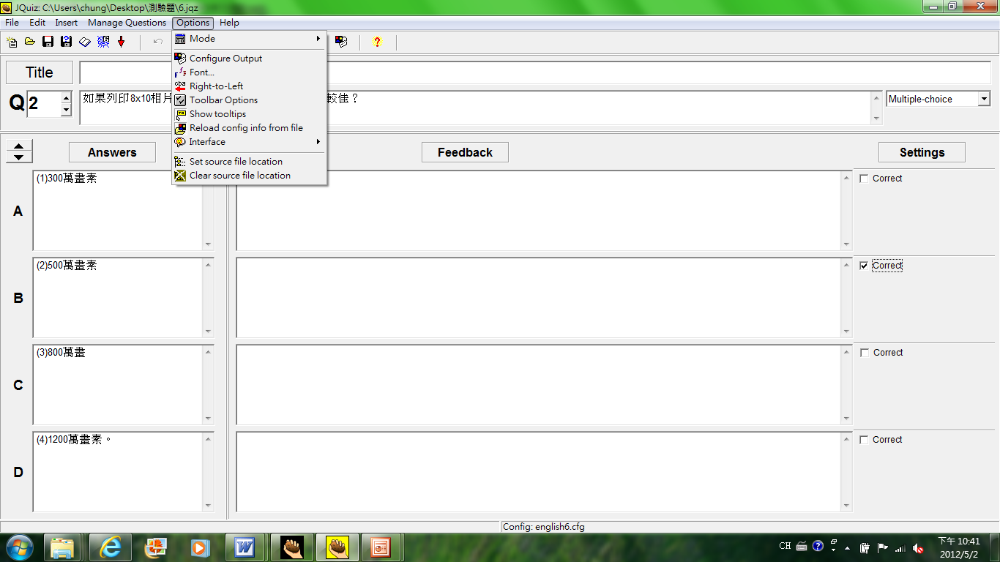 JQuiz: C:\Users\chung\Desktop\測驗題\6.jqz
File Edit Insert Manage Questions Options Help
Mode
Configure Output
Font...
Right-to-Left
Toolbar Options
Show tooltips
Reload config info from file
Interface
Set source file location
Clear source file location
Title
Q 2
如果列印8x10相片
較佳？
Multiple-choice
Answers
Feedback
Settings
A
(1)300萬畫素
Correct
B
(2)500萬畫素
Correct
C
(3)800萬畫
Correct
D
(4)1200萬畫素。
Correct
Config: english6.cfg
CH
下午 10:41
2012/5/2